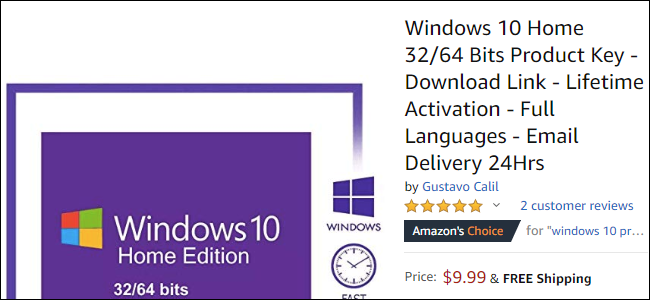 Windows 10 Home
32/64 Bits Product Key -
Download Link - Lifetime
Activation - Full
Languages - Email
Delivery 24Hrs
by Gustavo Calil
2 customer reviews
Amazon's Choice for "windows 10 pr...
Price: $9.99 & FREE Shipping
Windows 10
Home Edition
32/64 bits
WINDOWS
FAST